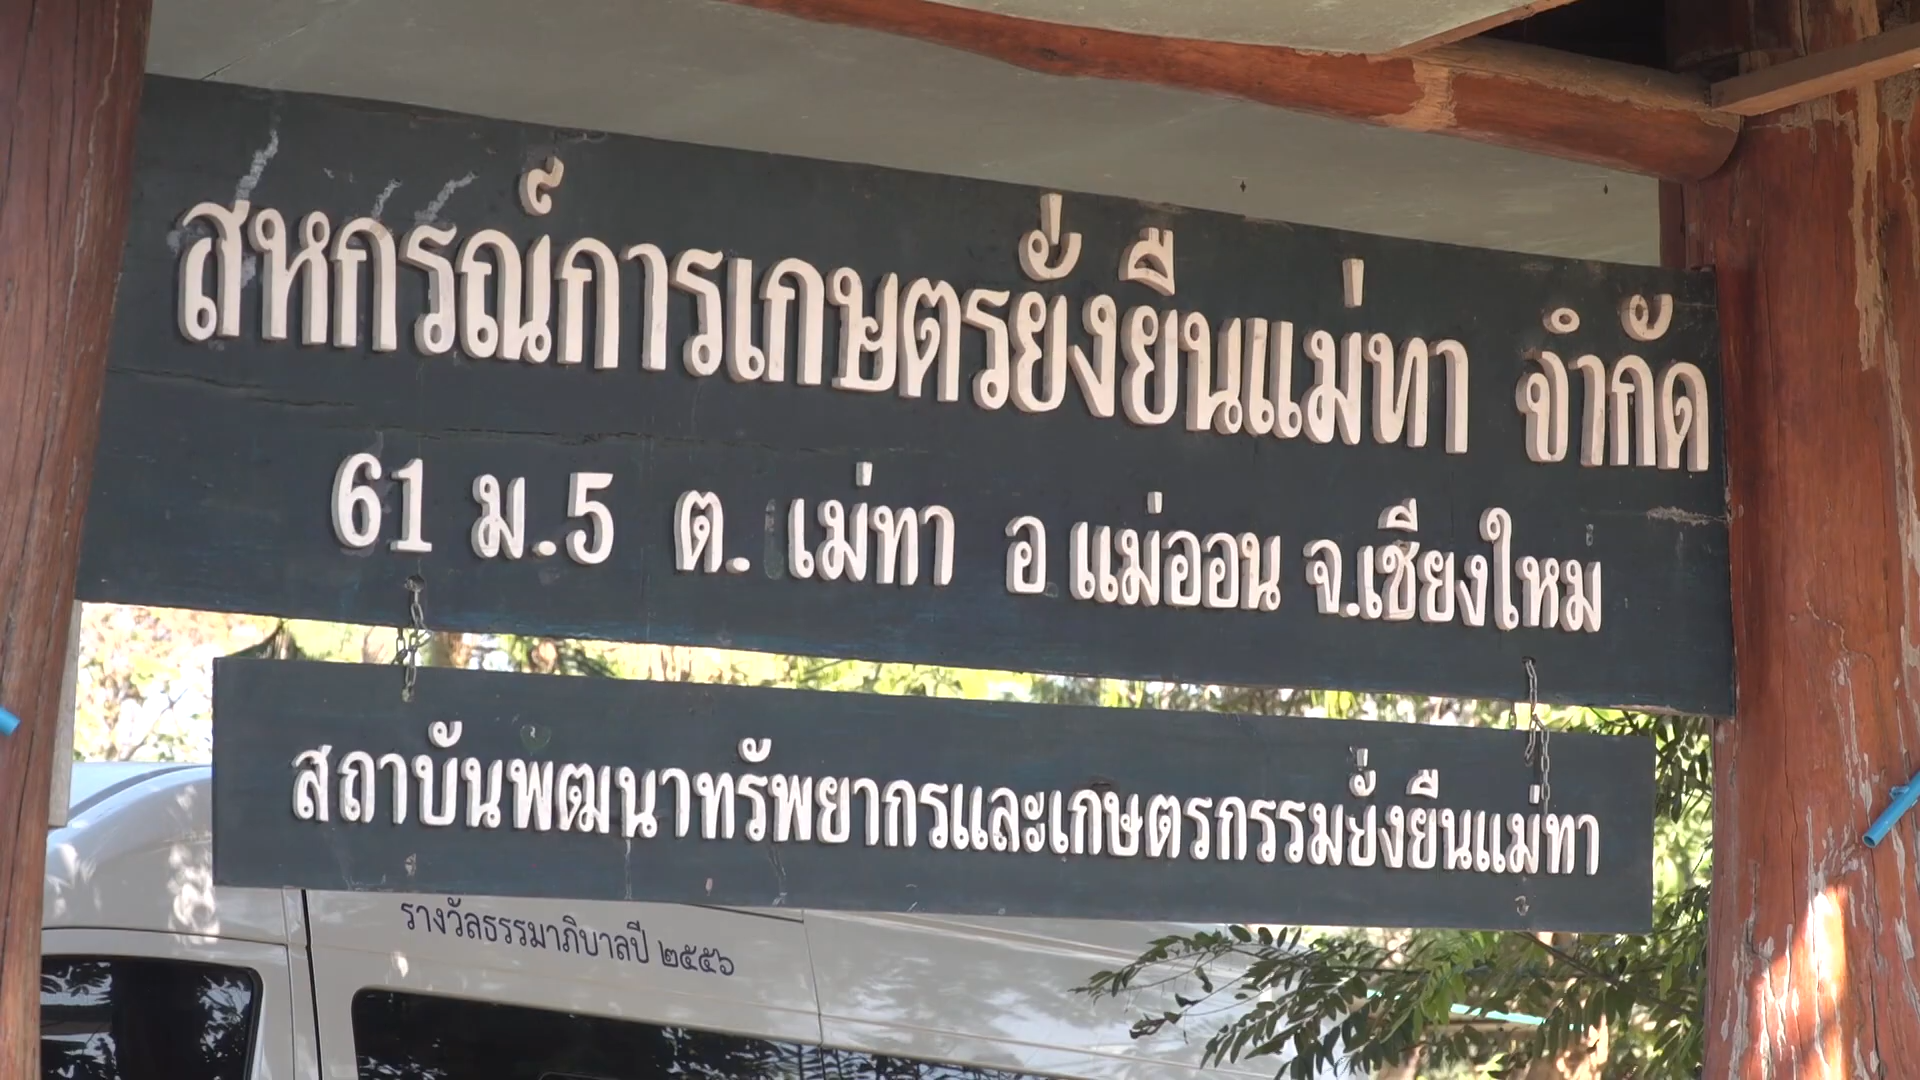 สหกรณ์การเกษตรยั่งยืนแม่ทา จำกัด
61 ม.5 ต. เเม่ทา อ แม่ออน จ.เชียงใหม่
สถาบันพัฒนาทรัพยากรและเกษตรกรรมยั่งยืนแม่ทา
รางวัลธรรมาภิบาลปี ๒๕๕๖